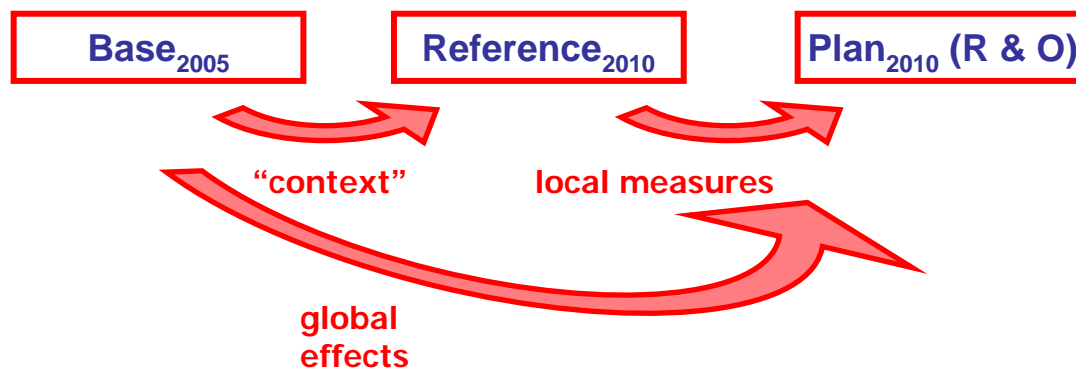 Base2005
Reference2010
Plan2010 (R & O)
“context”
local measures
global
effects